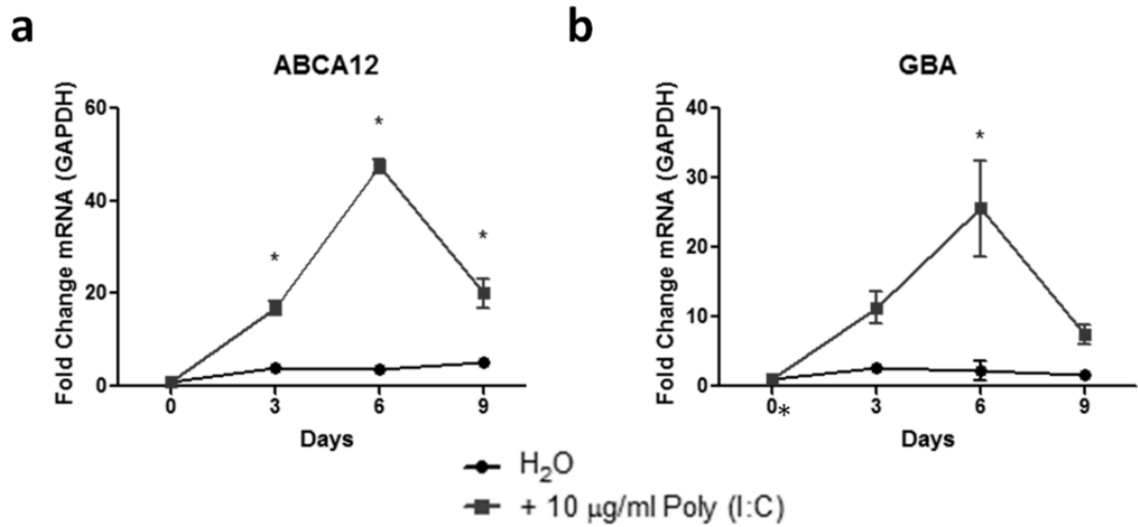 a
ABCA12
Fold Change mRNA (GAPDH)
60
40
20
0
*
*
*
0 3 6 9
Days
b
GBA
Fold Change mRNA (GAPDH)
40
30
20
10
0
*
0* 3 6 9
Days
H₂O
+ 10 µg/ml Poly (I:C)